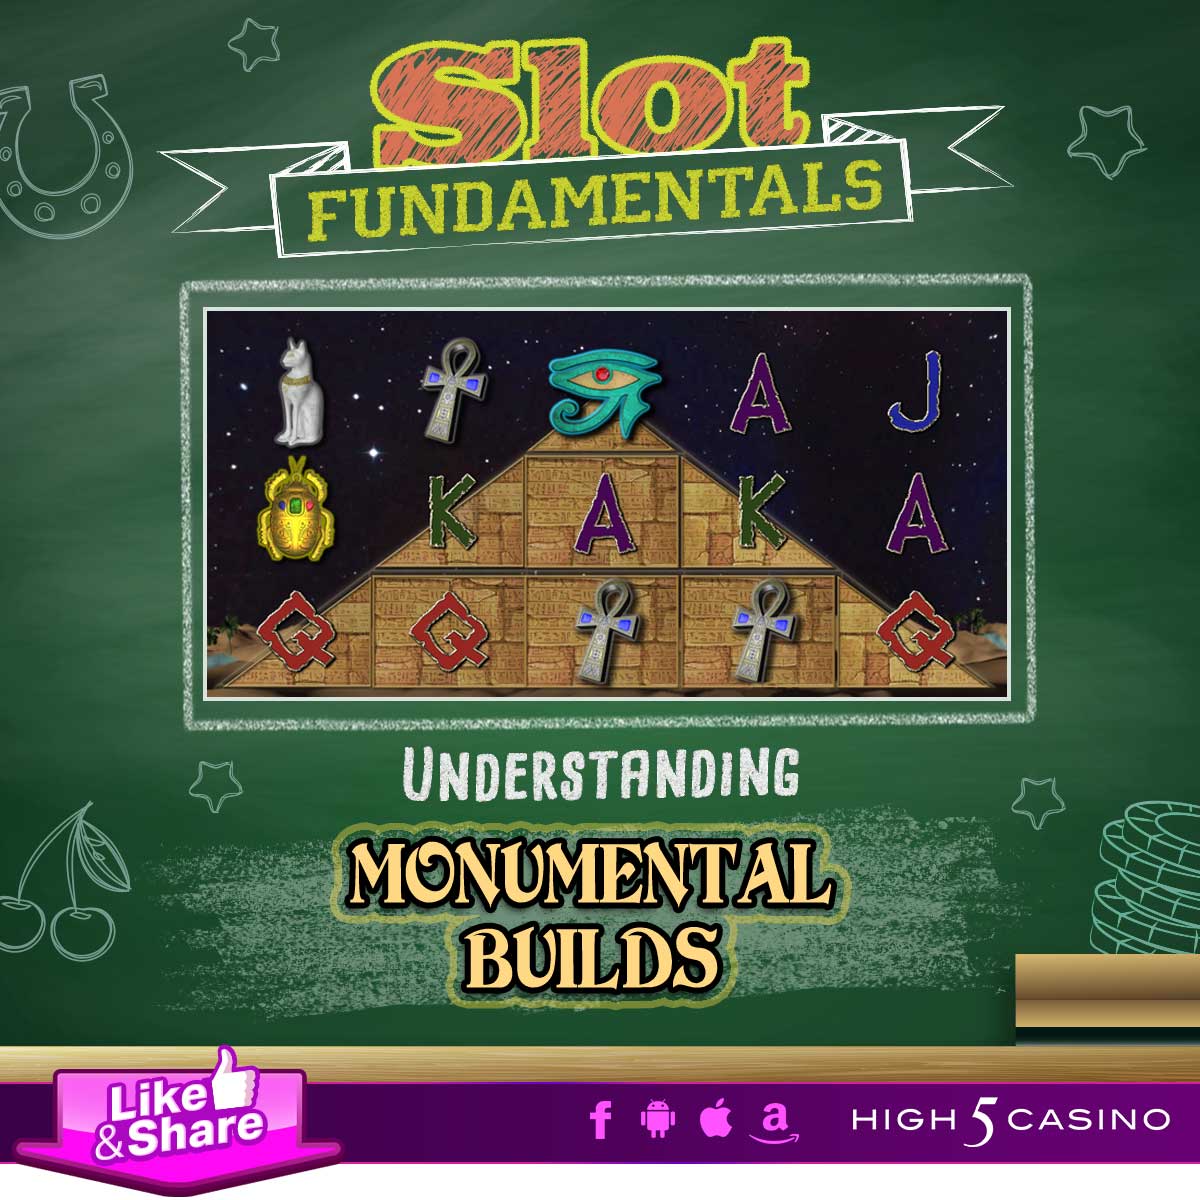 Slot
FUNDAMENTALS
A J
K A K A
Q Q Q
UNDERSTANDING
MONUMENTAL
BUILDS
Like
&Share
f a HIGH 5 CASINO